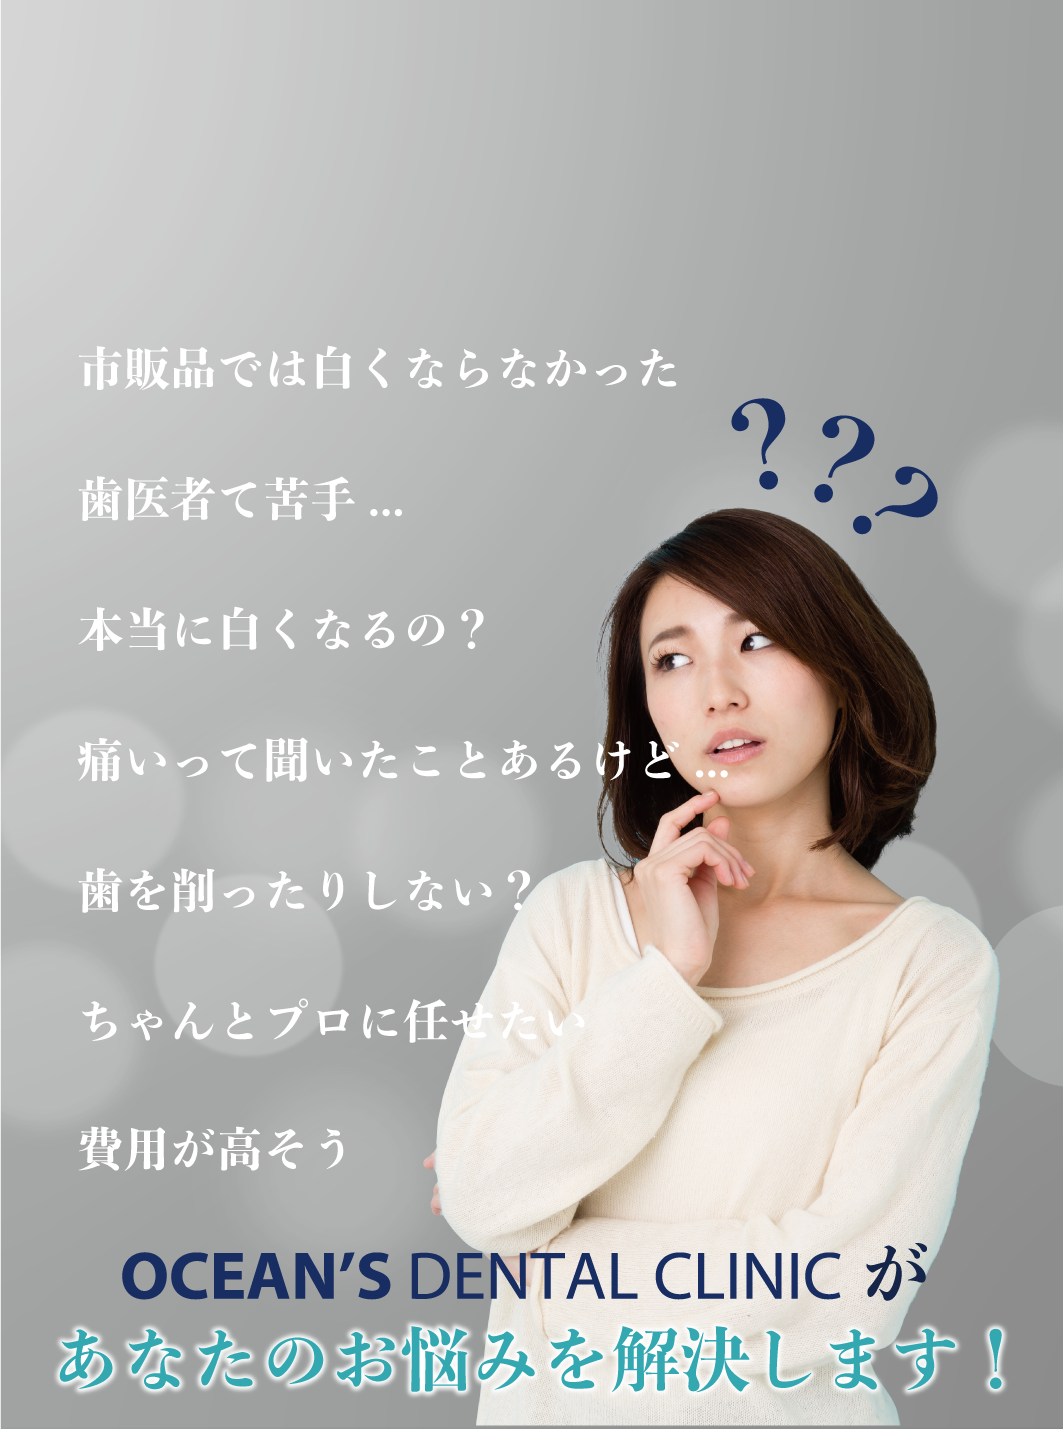 市販品では白くならなかった
???
歯医者て苦手...
本当に白くなるの？
痛いって聞いたことあるけど...
歯を削ったりしない？
ちゃんとプロに任せたい
費用が高そう
OCEAN'S DENTAL CLINIC が
あなたのお悩みを解決します！